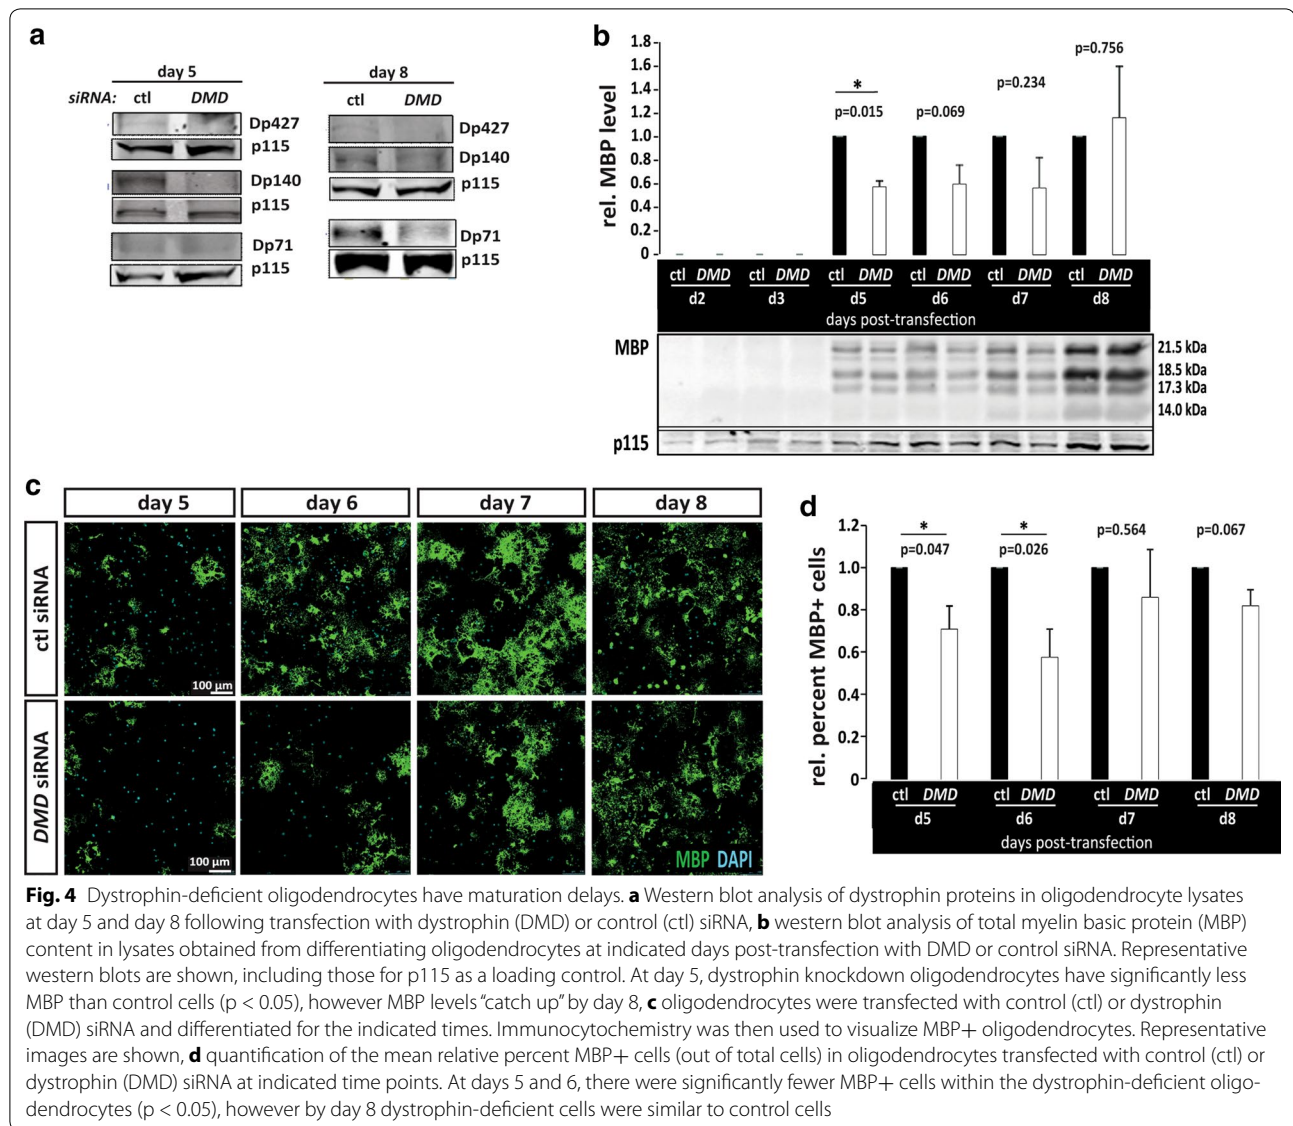 a
day 5
siRNA: ctl DMD
Dp427
p115
Dp140
p115
Dp71
p115
day 8
ctl DMD
Dp427
Dp140
p115
Dp71
p115
b
rel. MBP level
1.8
1.6
1.4
1.2
1.0
0.8
0.6
0.4
0.2
0
*
p=0.015
p=0.069
p=0.234
p=0.756
ctl DMD ctl DMD ctl DMD ctl DMD ctl DMD ctl DMD
d2 d3 d5 d6 d7 d8
days post-transfection
MBP
21.5 kDa
18.5 kDa
17.3 kDa
14.0 kDa
p115
c
day 5 day 6 day 7 day 8
ctl siRNA
100 µm
DMD siRNA
100 µm
MBP DAPI
d
rel. percent MBP+ cells
1.2
1.0
0.8
0.6
0.4
0.2
0
*
p=0.047
*
p=0.026
p=0.564
p=0.067
ctl DMD ctl DMD ctl DMD ctl DMD
d5 d6 d7 d8
days post-transfection
Fig. 4 Dystrophin-deficient oligodendrocytes have maturation delays. a Western blot analysis of dystrophin proteins in oligodendrocyte lysates
at day 5 and day 8 following transfection with dystrophin (DMD) or control (ctl) siRNA, b western blot analysis of total myelin basic protein (MBP)
content in lysates obtained from differentiating oligodendrocytes at indicated days post-transfection with DMD or control siRNA. Representative
western blots are shown, including those for p115 as a loading control. At day 5, dystrophin knockdown oligodendrocytes have significantly less
MBP than control cells (p < 0.05), however MBP levels “catch up” by day 8, c oligodendrocytes were transfected with control (ctl) or dystrophin
(DMD) siRNA and differentiated for the indicated times. Immunocytochemistry was then used to visualize MBP+ oligodendrocytes. Representative
images are shown, d quantification of the mean relative percent MBP+ cells (out of total cells) in oligodendrocytes transfected with control (ctl) or
dystrophin (DMD) siRNA at indicated time points. At days 5 and 6, there were significantly fewer MBP+ cells within the dystrophin-deficient oligo-
dendrocytes (p < 0.05), however by day 8 dystrophin-deficient cells were similar to control cells